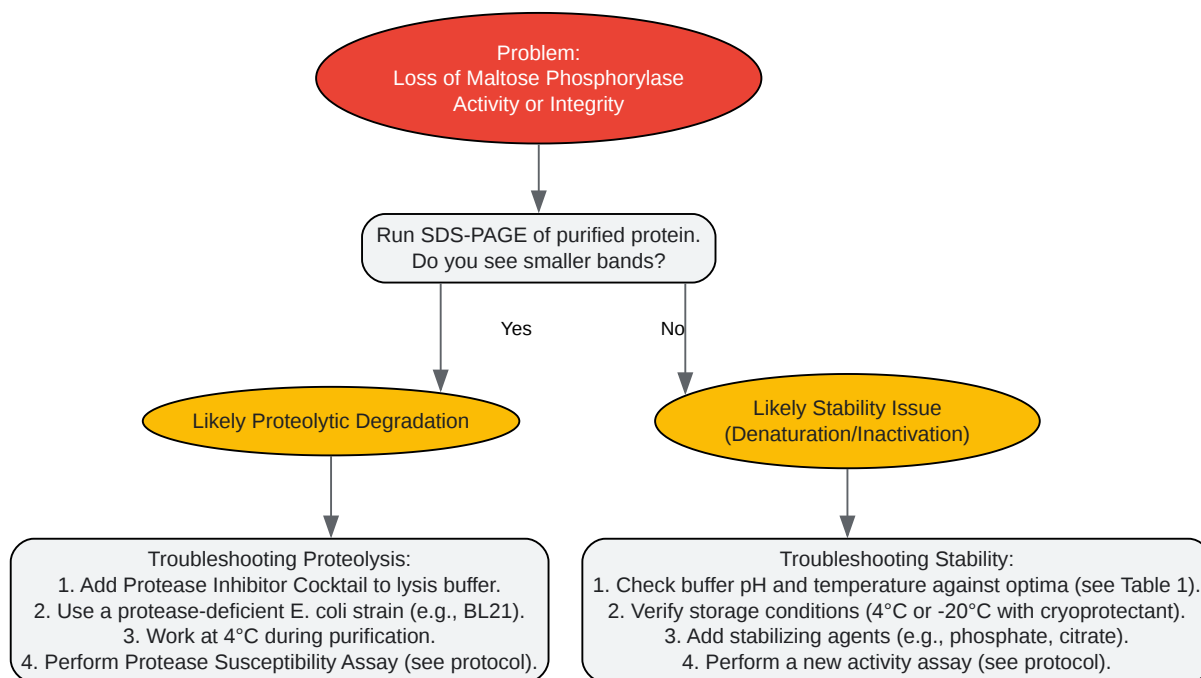 Problem:
Loss of Maltose Phosphorylase
Activity or Integrity
Run SDS-PAGE of purified protein.
Do you see smaller bands?
Yes
No
Likely Proteolytic Degradation
Likely Stability Issue
(Denaturation/Inactivation)
Troubleshooting Proteolysis:
1. Add Protease Inhibitor Cocktail to lysis buffer.
2. Use a protease-deficient E. coli strain (e.g., BL21).
3. Work at 4°C during purification.
4. Perform Protease Susceptibility Assay (see protocol).
Troubleshooting Stability:
1. Check buffer pH and temperature against optima (see Table 1).
2. Verify storage conditions (4°C or -20°C with cryoprotectant).
3. Add stabilizing agents (e.g., phosphate, citrate).
4. Perform a new activity assay (see protocol).